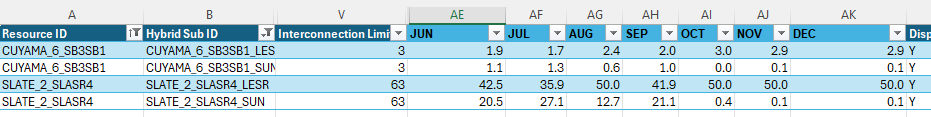 A B V AE AF AG AH AI AJ AK
Resource ID Hybrid Sub ID Interconnection Limi JUN JUL AUG SEP OCT NOV DEC Disp
CUYAMA_6_SB3SB1 CUYAMA_6_SB3SB1_LES 3 1.9 1.7 2.4 2.0 3.0 2.9 2.9 Y
CUYAMA_6_SB3SB1 CUYAMA_6_SB3SB1_SUN 3 1.1 1.3 0.6 1.0 0.0 0.1 0.1 Y
SLATE_2_SLASR4 SLATE_2_SLASR4_LESR 63 42.5 35.9 50.0 41.9 50.0 50.0 50.0 Y
SLATE_2_SLASR4 SLATE_2_SLASR4_SUN 63 20.5 27.1 12.7 21.1 0.4 0.1 0.1 Y